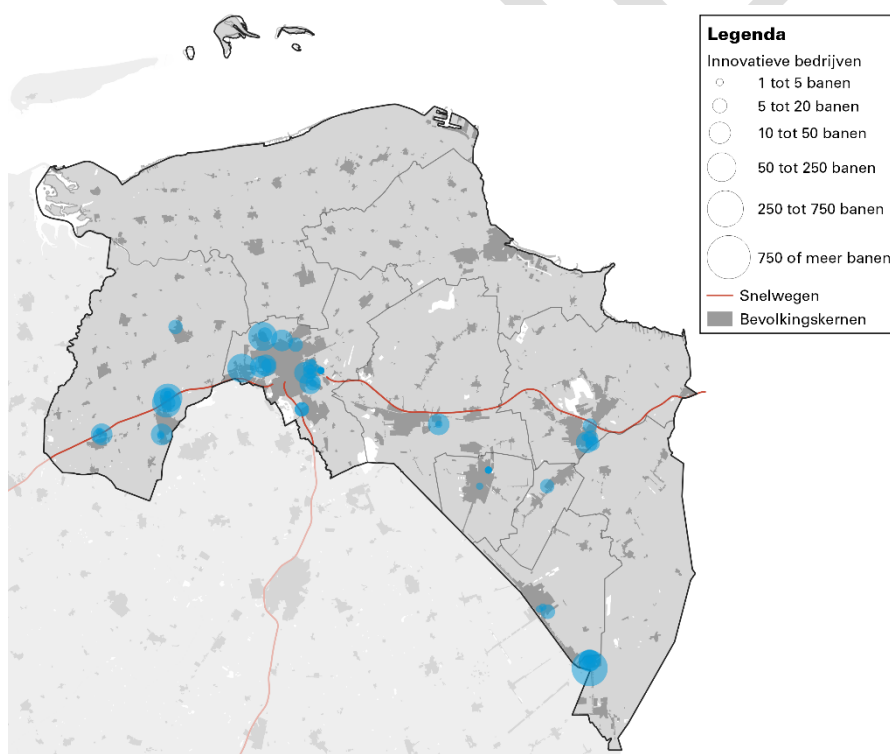 Legenda
Innovatieve bedrijven
1 tot 5 banen
5 tot 20 banen
10 tot 50 banen
50 tot 250 banen
250 tot 750 banen
750 of meer banen
Snelwegen
Bevolkingskernen